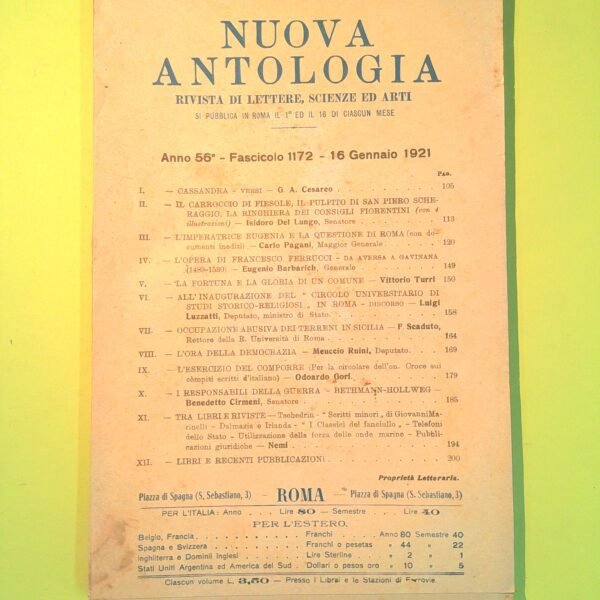 NUOVA
ANTOLOGIA
RIVISTA DI LETTERE, SCIENZE ED ARTI
SI PUBBLICA IN ROMA IL 1° ED IL 16 DI CIASCUN MESE
Anno 56° - Fascicolo 1172 - 16 Gennaio 1921
PAG.
I. — CASSANDRA - VERSI — G. A. Cesareo . . . 105
II. — IL CARROCCIO DI FIESOLE, IL PULPITO DI SAN PIERO SCHE-
RAGGIO, LA RINGHIERA DEI CONSIGLI FIORENTINI (con 4
illustrazioni) — Isidoro Del Lungo, Senatore . . . 113
III. — L'IMPERATRICE EUGENIA E LA QUESTIONE DI ROMA (con do-
cumenti inediti) — Carlo Pagani, Maggior Generale . . . 120
IV. — L'OPERA DI FRANCESCO FERRUCCI - DA AVERSA A GAVINANA
(1489-1530) — Eugenio Barbarich, Generale . . . 149
V. — LA FORTUNA E LA GLORIA DI UN COMUNE — Vittorio Turri 150
VI. — ALL'INAUGURAZIONE DEL " CIRCOLO UNIVERSITARIO DI
STUDI STORICO-RELIGIOSI „ IN ROMA - DISCORSO — Luigi
Luzzatti, Deputato, ministro di Stato . . . 158
VII. — OCCUPAZIONE ABUSIVA DEI TERRENI IN SICILIA — F. Scaduto,
Rettore della R. Università di Roma . . . 164
VIII. — L'ORA DELLA DEMOCRAZIA — Meuccio Ruini, Deputato . . . 169
IX. — L'ESERCIZIO DEL COMPORRE (Per la circolare dell'on. Croce sui
còmpiti scritti d'italiano) — Odoardo Gori . . . 179
X. — I RESPONSABILI DELLA GUERRA - BETHMANN-HOLLWEG —
Benedetto Cirmeni, Senatore . . . 185
XI. — TRA LIBRI E RIVISTE — Tschedrin - " Scritti minori „ di Giovanni Ma-
rinelli - Dalmazia e Irlanda - " I Classici del fanciullo „ - Telefoni
dello Stato - Utilizzazione della forza delle onde marine - Pubbli-
cazioni giuridiche — Nemi . . . 194
XII. — LIBRI E RECENTI PUBBLICAZIONI . . . 200
Proprietà Letteraria.
Piazza di Spagna (S. Sebastiano, 3) — ROMA — Piazza di Spagna (S. Sebastiano, 3)
PER L'ITALIA: Anno . . . Lire 80 — Semestre . . . Lire 40
PER L'ESTERO.
Belgio, Francia . . . Franchi . . Anno 80 Semestre 40
Spagna e Svizzera . . . Franchi o pesetas „ 44 „ 22
Inghilterra e Dominii Inglesi . . . Lire Sterline . „ 2 „ 1
Stati Uniti Argentina ed America del Sud . Dollari o pesos oro „ 10 „ 5
Ciascun volume L. 3,50 — Presso i Librai e le Stazioni di Ferrovie.